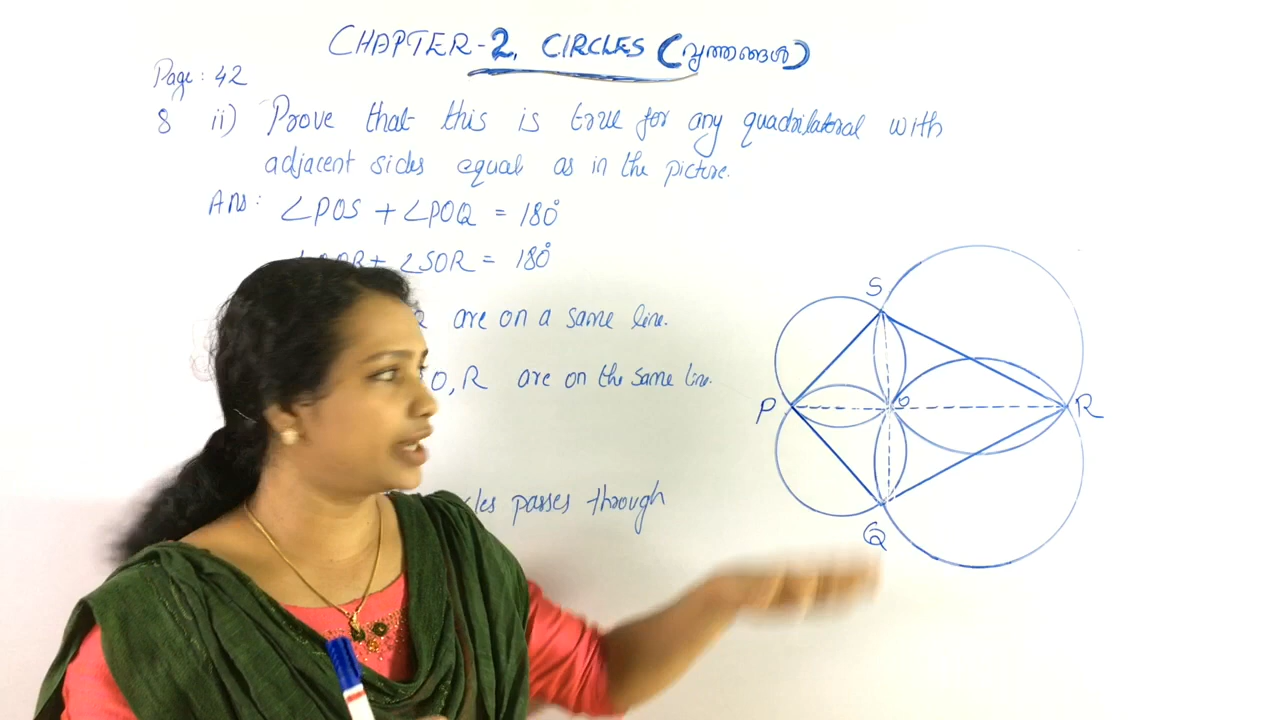 CHAPTER-2. CIRCLES (വൃത്തങ്ങൾ)
Page: 42
8 ii) Prove that this is true for any quadrilateral with
adjacent sides equal as in the picture.
Ans: ∠POS + ∠POQ = 180°
∠SOR = 180°
are on a same line.
O, R are on the same line.
passes through
S
P
O
R
Q